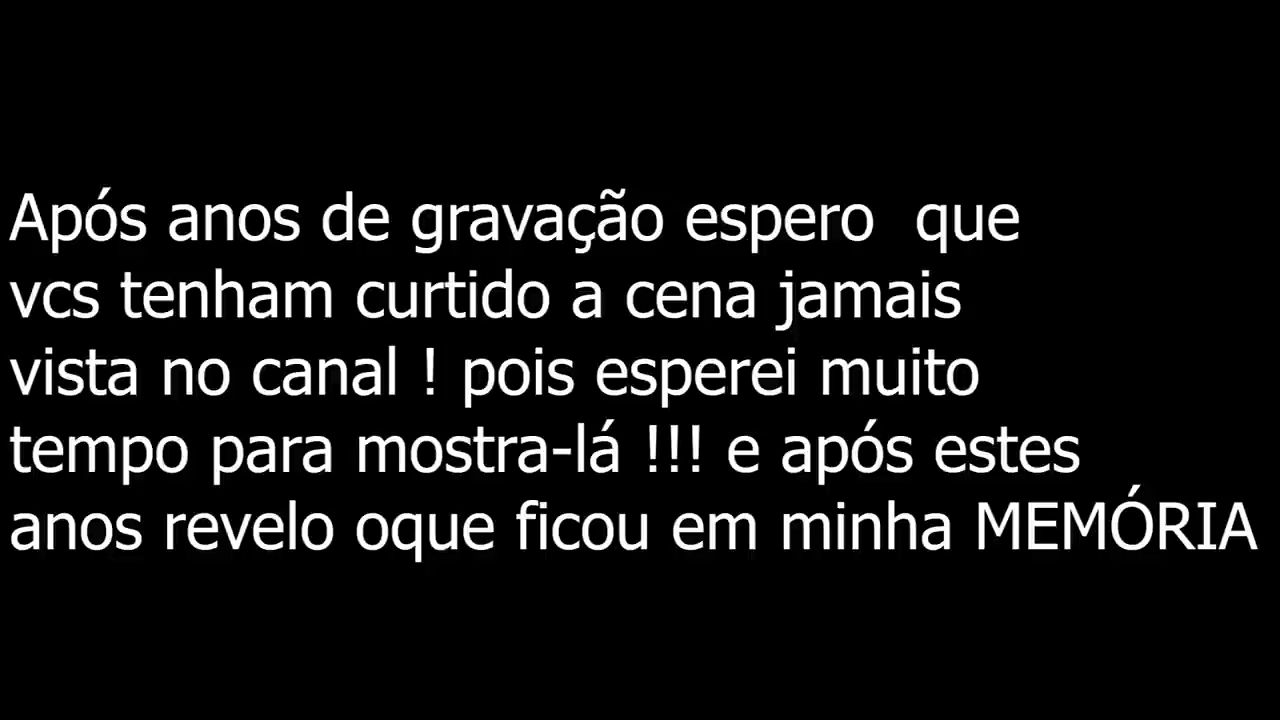 Após anos de gravação espero  que
vcs tenham curtido a cena jamais
vista no canal ! pois esperei muito
tempo para mostra-lá !!! e após estes
anos revelo oque ficou em minha MEMÓRIA